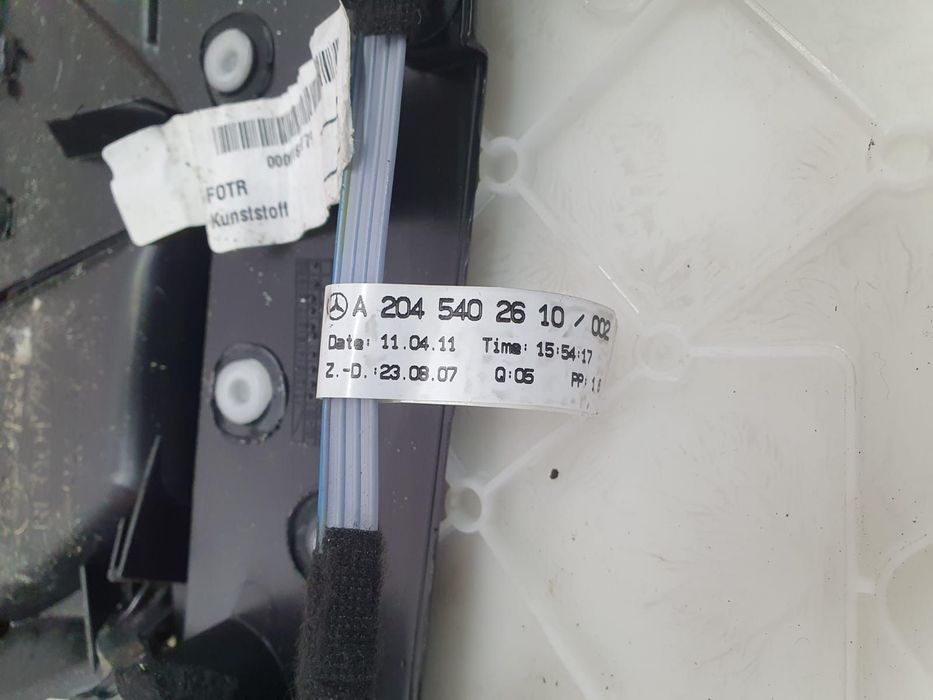 FOTR
Kunststoff
A 204 540 26 10 / 002
Date: 11.04.11 Time: 15:54:17
Z.-D.:23.08.07 Q:05 PP: